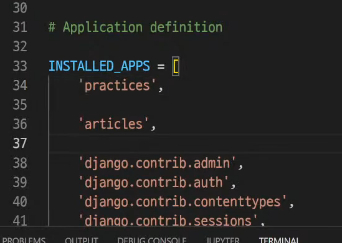 30
31 # Application definition
32
33 INSTALLED_APPS = [
34 'practices',
35
36 'articles',
37
38 'django.contrib.admin',
39 'django.contrib.auth',
40 'django.contrib.contenttypes',
41 'django.contrib.sessions',
PROBLEMS OUTPUT DEBUG CONSOLE JUPYTER TERMINAL